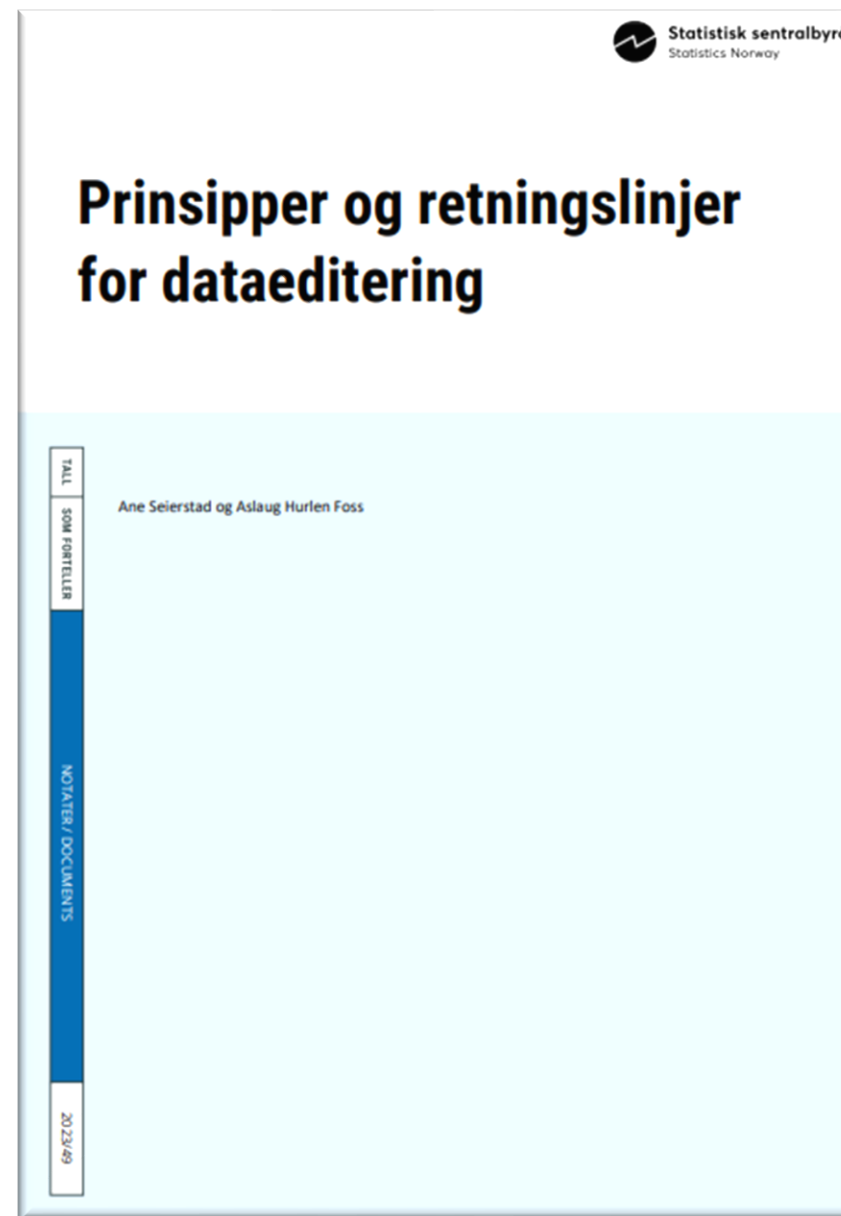 Statistisk sentralbyrå
Statistics Norway
Prinsipper og retningslinjer
for dataeditering
Ane Seierstad og Aslaug Hurlen Foss
TALL
SOM FORTELLER
NOTATER / DOCUMENTS
2023/49